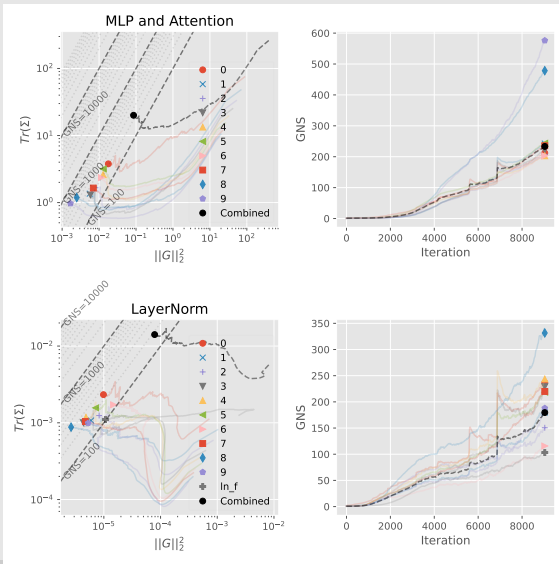 MLP and Attention
Tr(Σ)
10²
10¹
10⁰
GNS=10000
GNS=1000
GNS=100
0
1
2
3
4
5
6
7
8
9
Combined
10⁻³ 10⁻² 10⁻¹ 10⁰ 10¹ 10²
||G||²₂
GNS
600
500
400
300
200
100
0
0 2000 4000 6000 8000
Iteration
LayerNorm
Tr(Σ)
10⁻²
10⁻³
10⁻⁴
GNS=10000
GNS=1000
GNS=100
0
1
2
3
4
5
6
7
8
9
ln_f
Combined
10⁻⁵ 10⁻⁴ 10⁻³ 10⁻²
||G||²₂
GNS
350
300
250
200
150
100
50
0
0 2000 4000 6000 8000
Iteration